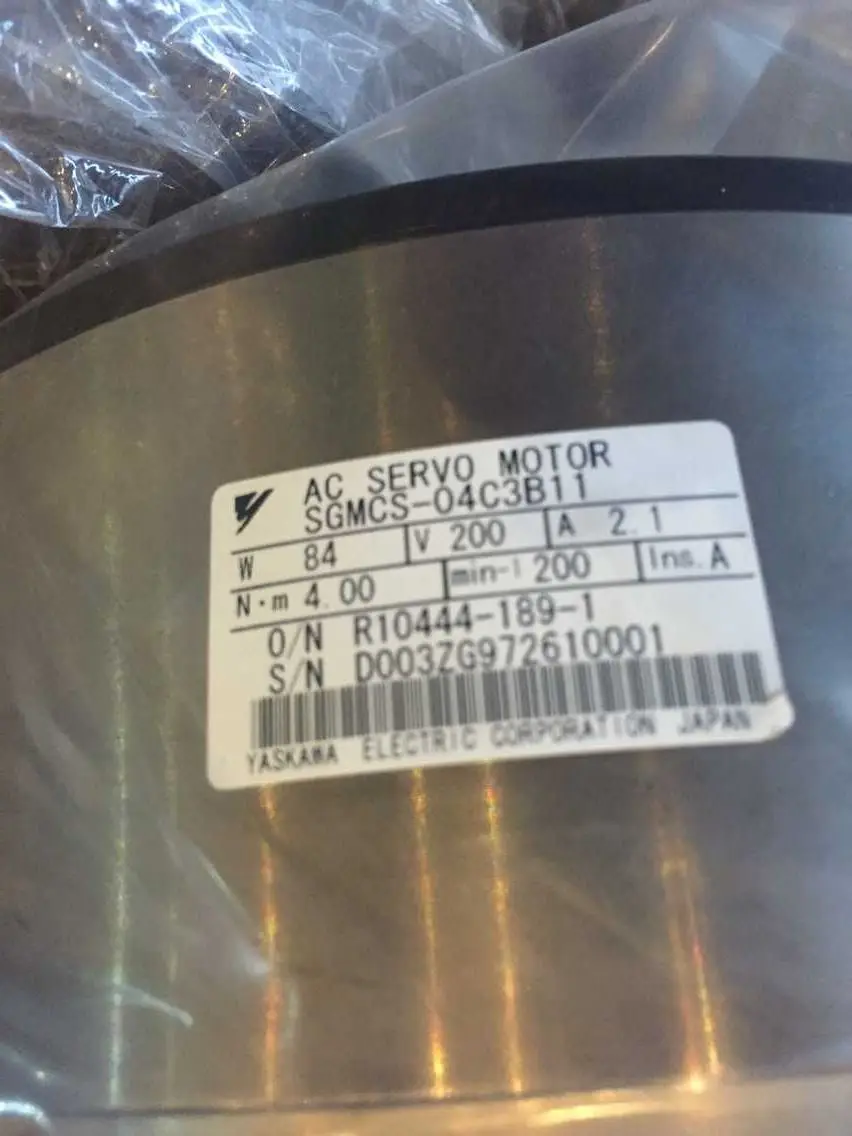 AC SERVO MOTOR
SGMCS-04C3B11
W 84 V 200 A 2.1
N·m 4.00 min-1 200 Ins. A
O/N R10444-189-1
S/N D003ZG972610001
YASKAWA ELECTRIC CORPORATION JAPAN